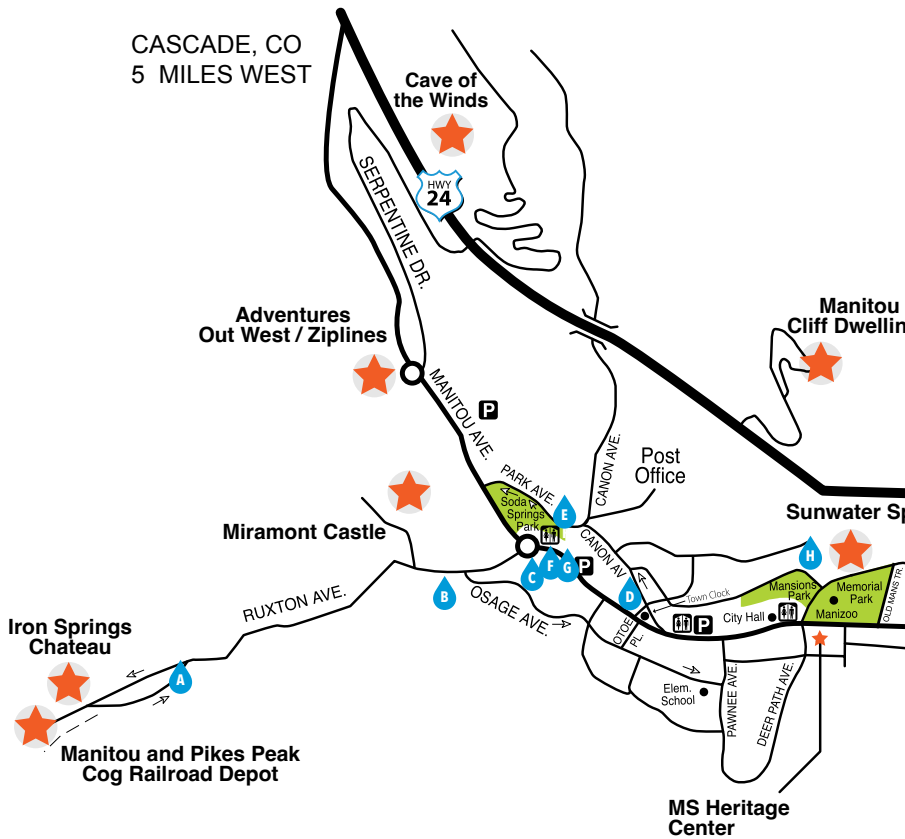 CASCADE, CO
5 MILES WEST
Cave of
the Winds
HWY
24
SERPENTINE DR.
Adventures
Out West / Ziplines
Manitou
Cliff Dwellin
MANITOU AVE.
P
CANON AVE.
Post
Office
PARK AVE.
Soda
Springs
Park
E
Miramont Castle
CANON AV
Sunwater Sp
H
C
F
G
P
B
D
Town Clock
Mansions
Park
Memorial
Park
Manizoo
OLD MANS TR.
RUXTON AVE.
OSAGE AVE.
OTOE
PL.
P
City Hall
Iron Springs
Chateau
A
Elem.
School
PAWNEE AVE.
DEER PATH AVE.
Manitou and Pikes Peak
Cog Railroad Depot
MS Heritage
Center